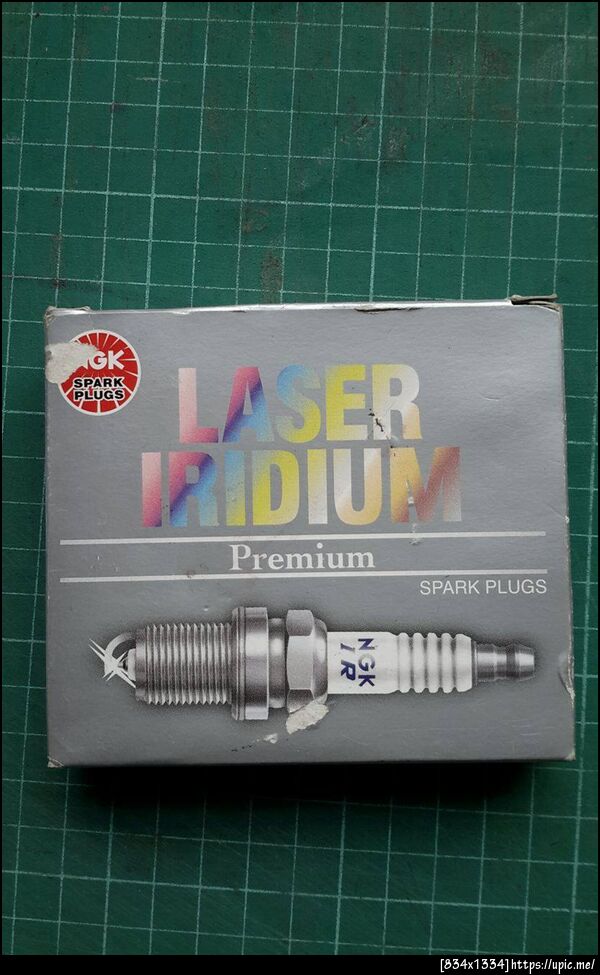 NGK
SPARK
PLUGS
LASER
IRIDIUM
Premium
SPARK PLUGS
NGK
IR
[834x1334]https://upic.me/